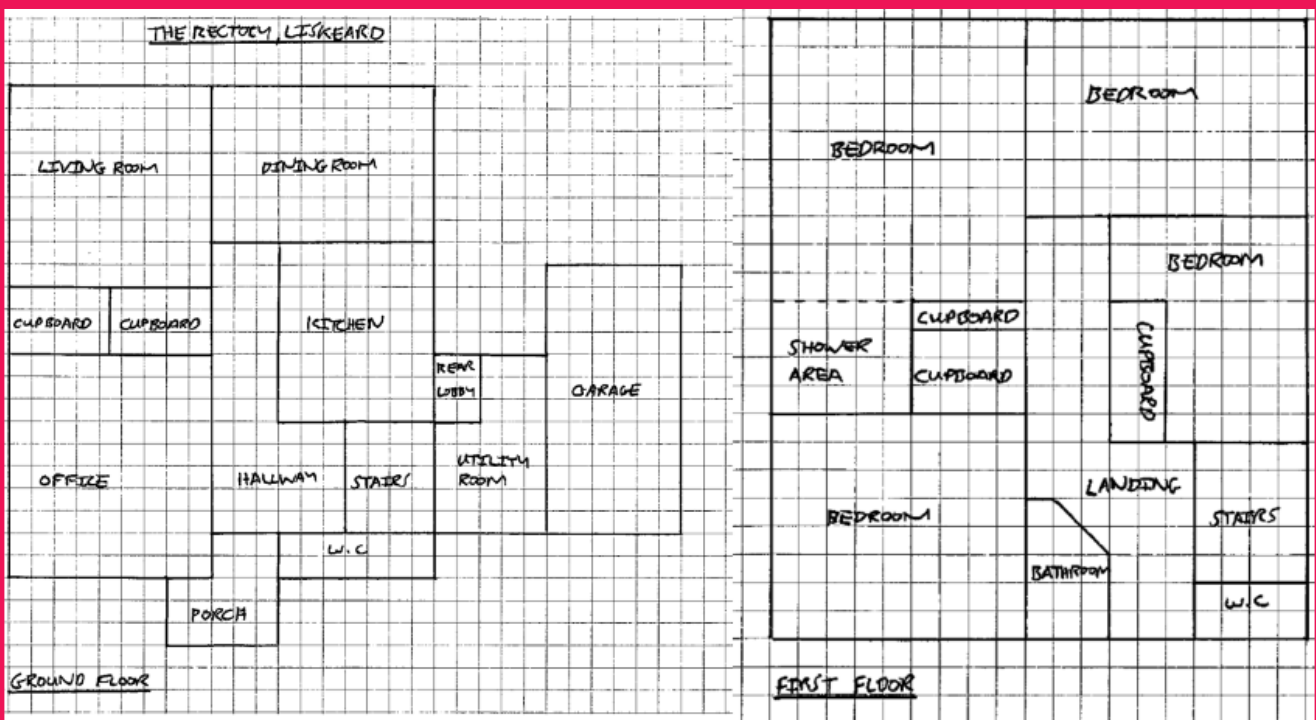 THE RECTORY, LISKEARD
LIVING ROOM
DINING ROOM
CUPBOARD
CUPBOARD
KITCHEN
REAR
LOBBY
GARAGE
OFFICE
HALLWAY
STAIRS
UTILITY
ROOM
W.C
PORCH
GROUND FLOOR
BEDROOM
BEDROOM
BEDROOM
CUPBOARD
SHOWER
AREA
CUPBOARD
CUPBOARD
LANDING
BEDROOM
STAIRS
BATHROOM
W.C
FIRST FLOOR